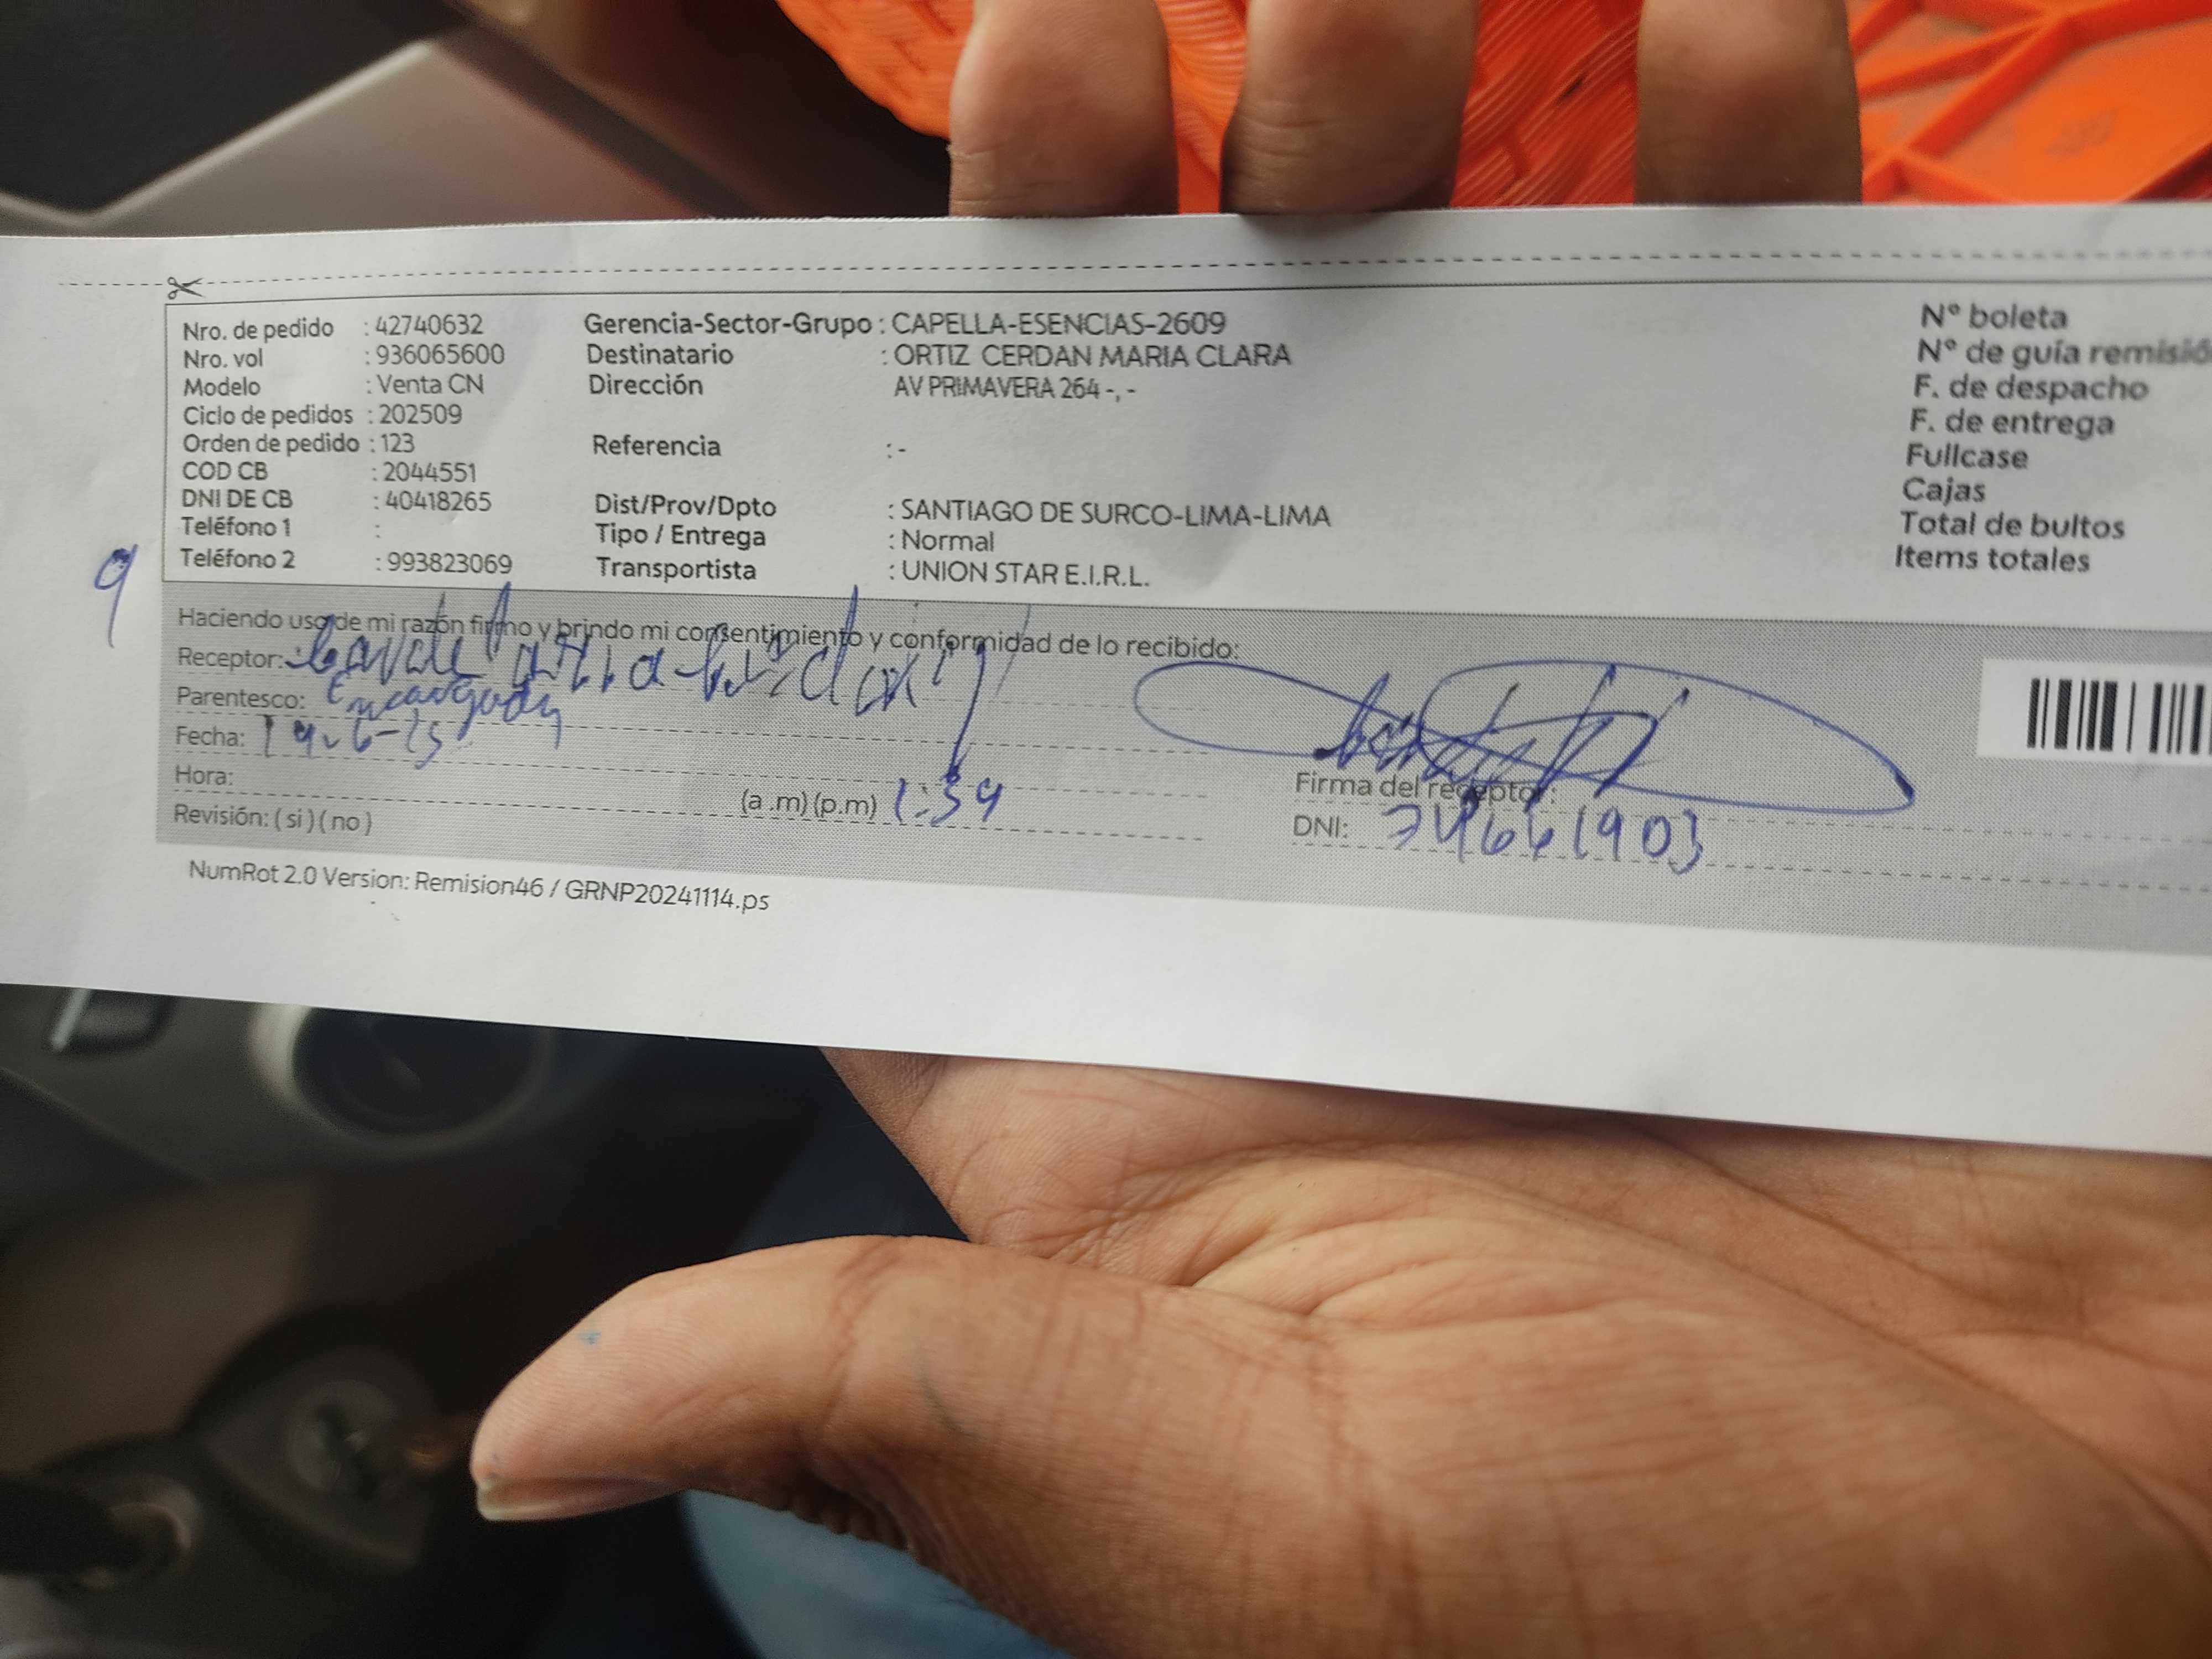 Nro. de pedido : 42740632
Nro. vol : 936065600
Modelo : Venta CN
Ciclo de pedidos : 202509
Orden de pedido : 123
COD CB : 2044551
DNI DE CB : 40418265
Teléfono 1 :
Teléfono 2 : 993823069
Gerencia-Sector-Grupo : CAPELLA-ESENCIAS-2609
Destinatario : ORTIZ CERDAN MARIA CLARA
Dirección AV PRIMAVERA 264 -, -
Referencia : -
Dist/Prov/Dpto : SANTIAGO DE SURCO-LIMA-LIMA
Tipo / Entrega : Normal
Transportista : UNION STAR E.I.R.L.
N° boleta
N° de guía remisió
F. de despacho
F. de entrega
Fullcase
Cajas
Total de bultos
Items totales
9
Haciendo uso de mi razón firmo y brindo mi consentimiento y conformidad de lo recibido:
Receptor:
Parentesco:
Fecha:
Hora: (a .m) (p.m) 1:39
Revisión: ( si ) ( no )
Firma del receptor:
DNI:
NumRot 2.0 Version: Remision46 / GRNP20241114.ps